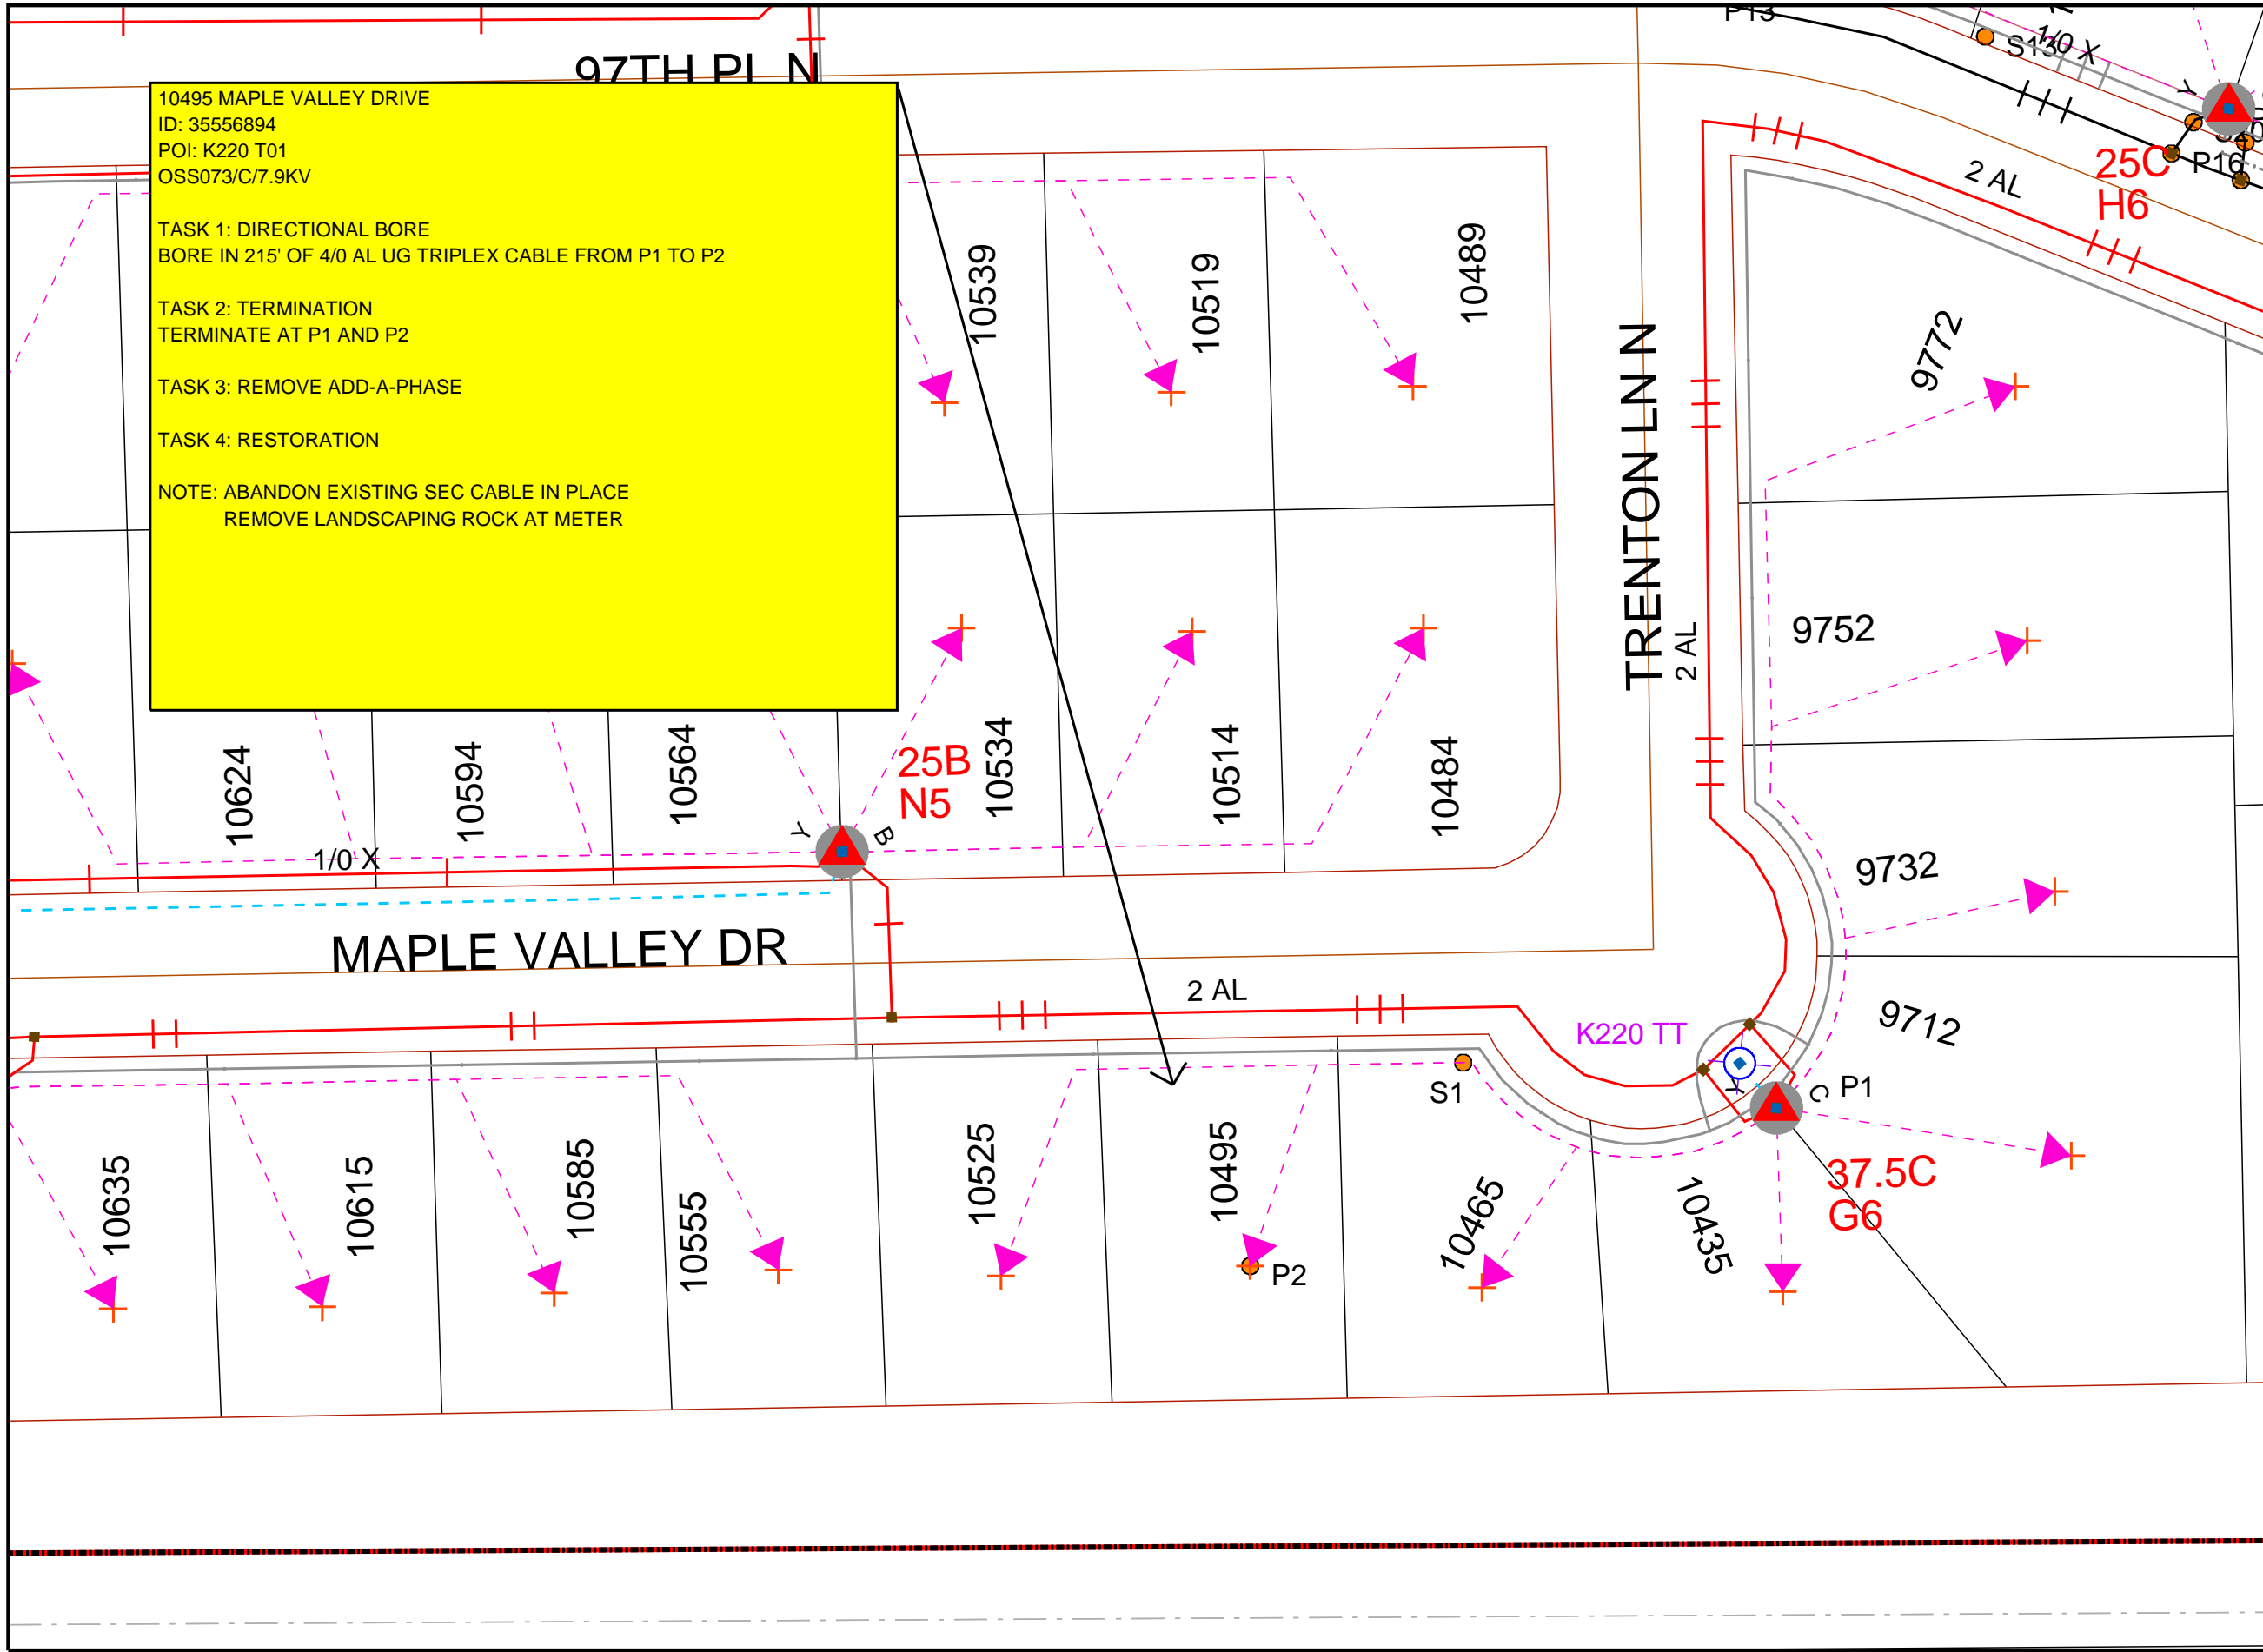 97TH PL N
P13
S13
1/0 X
Y
10495 MAPLE VALLEY DRIVE
ID: 35556894
POI: K220 T01
OSS073/C/7.9KV
TASK 1: DIRECTIONAL BORE
BORE IN 215' OF 4/0 AL UG TRIPLEX CABLE FROM P1 TO P2
TASK 2: TERMINATION
TERMINATE AT P1 AND P2
TASK 3: REMOVE ADD-A-PHASE
TASK 4: RESTORATION
NOTE: ABANDON EXISTING SEC CABLE IN PLACE
REMOVE LANDSCAPING ROCK AT METER
2 AL
25C
H6
P16
10539
10519
10489
9772
TRENTON LN N
2 AL
9752
10624
10594
10564
25B
N5
10534
10514
10484
Y
B
1/0 X
9732
MAPLE VALLEY DR
2 AL
9712
K220 TT
S1
Y
C
P1
10635
10615
10585
10555
10525
10495
P2
10465
10435
37.5C
G6